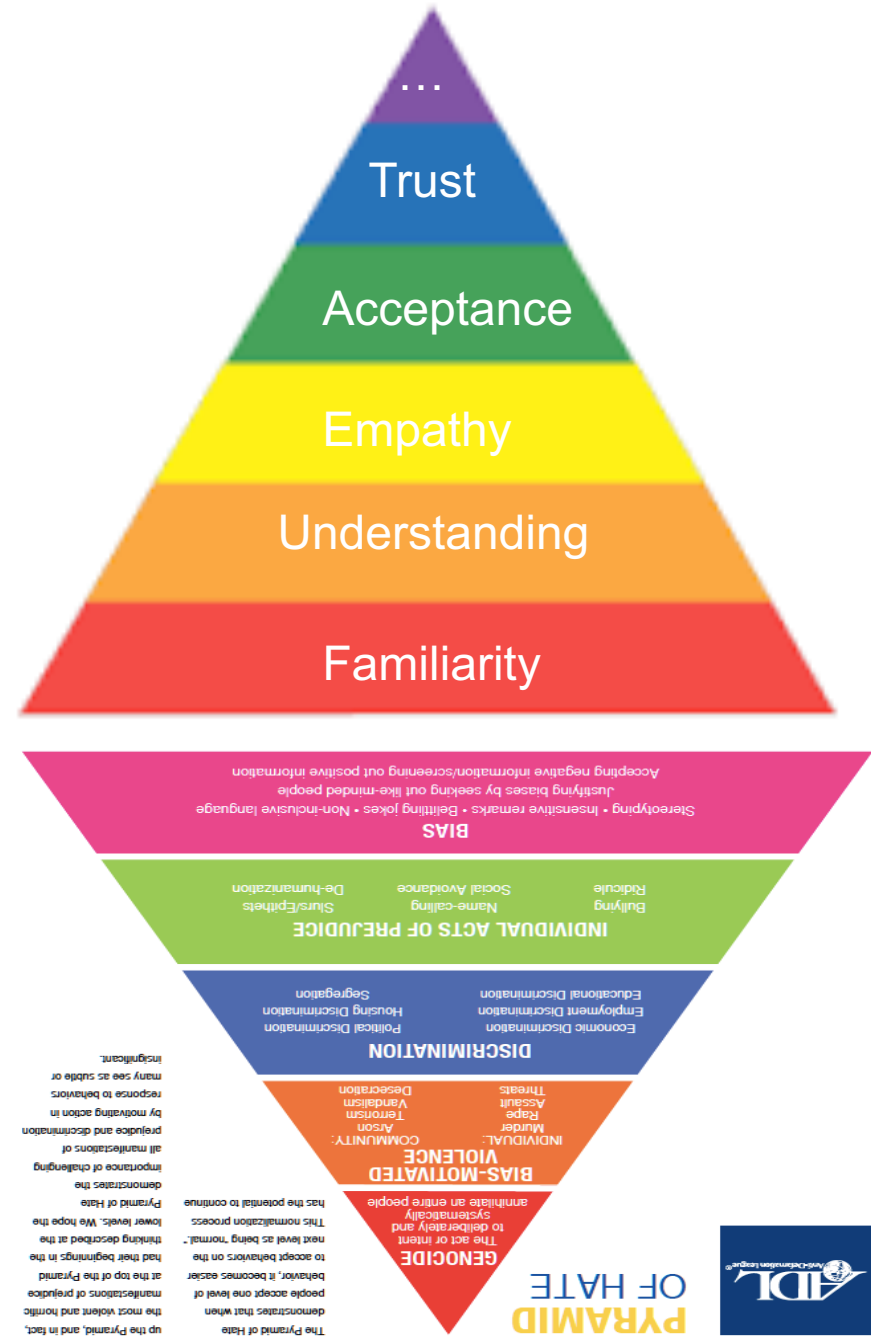 ...
Trust
Acceptance
Empathy
Understanding
Familiarity
ADL
Anti-Defamation League®
PYRAMID
OF HATE
GENOCIDE
The act or intent
to deliberately and
systematically
annihilate an entire people
BIAS-MOTIVATED
VIOLENCE
INDIVIDUAL: COMMUNITY:
Murder Arson
Rape Terrorism
Assault Vandalism
Threats Desecration
DISCRIMINATION
Economic Discrimination Political Discrimination
Employment Discrimination Housing Discrimination
Educational Discrimination Segregation
INDIVIDUAL ACTS OF PREJUDICE
Bullying Name-calling Slurs/Epithets
Ridicule Social Avoidance De-humanization
BIAS
Stereotyping • Insensitive remarks • Belittling jokes • Non-inclusive language
Justifying biases by seeking out like-minded people
Accepting negative information/screening out positive information
The Pyramid of Hate
demonstrates that when
people accept one level of
behavior, it becomes easier
to accept behaviors on the
next level as being "normal."
This normalization process
has the potential to continue
up the Pyramid, and in fact,
the most violent and horrific
manifestations of prejudice
at the top of the Pyramid
had their beginnings in the
thinking described at the
lower levels. We hope the
Pyramid of Hate
demonstrates the
importance of challenging
all manifestations of
prejudice and discrimination
by motivating action in
response to behaviors
many see as subtle or
insignificant.